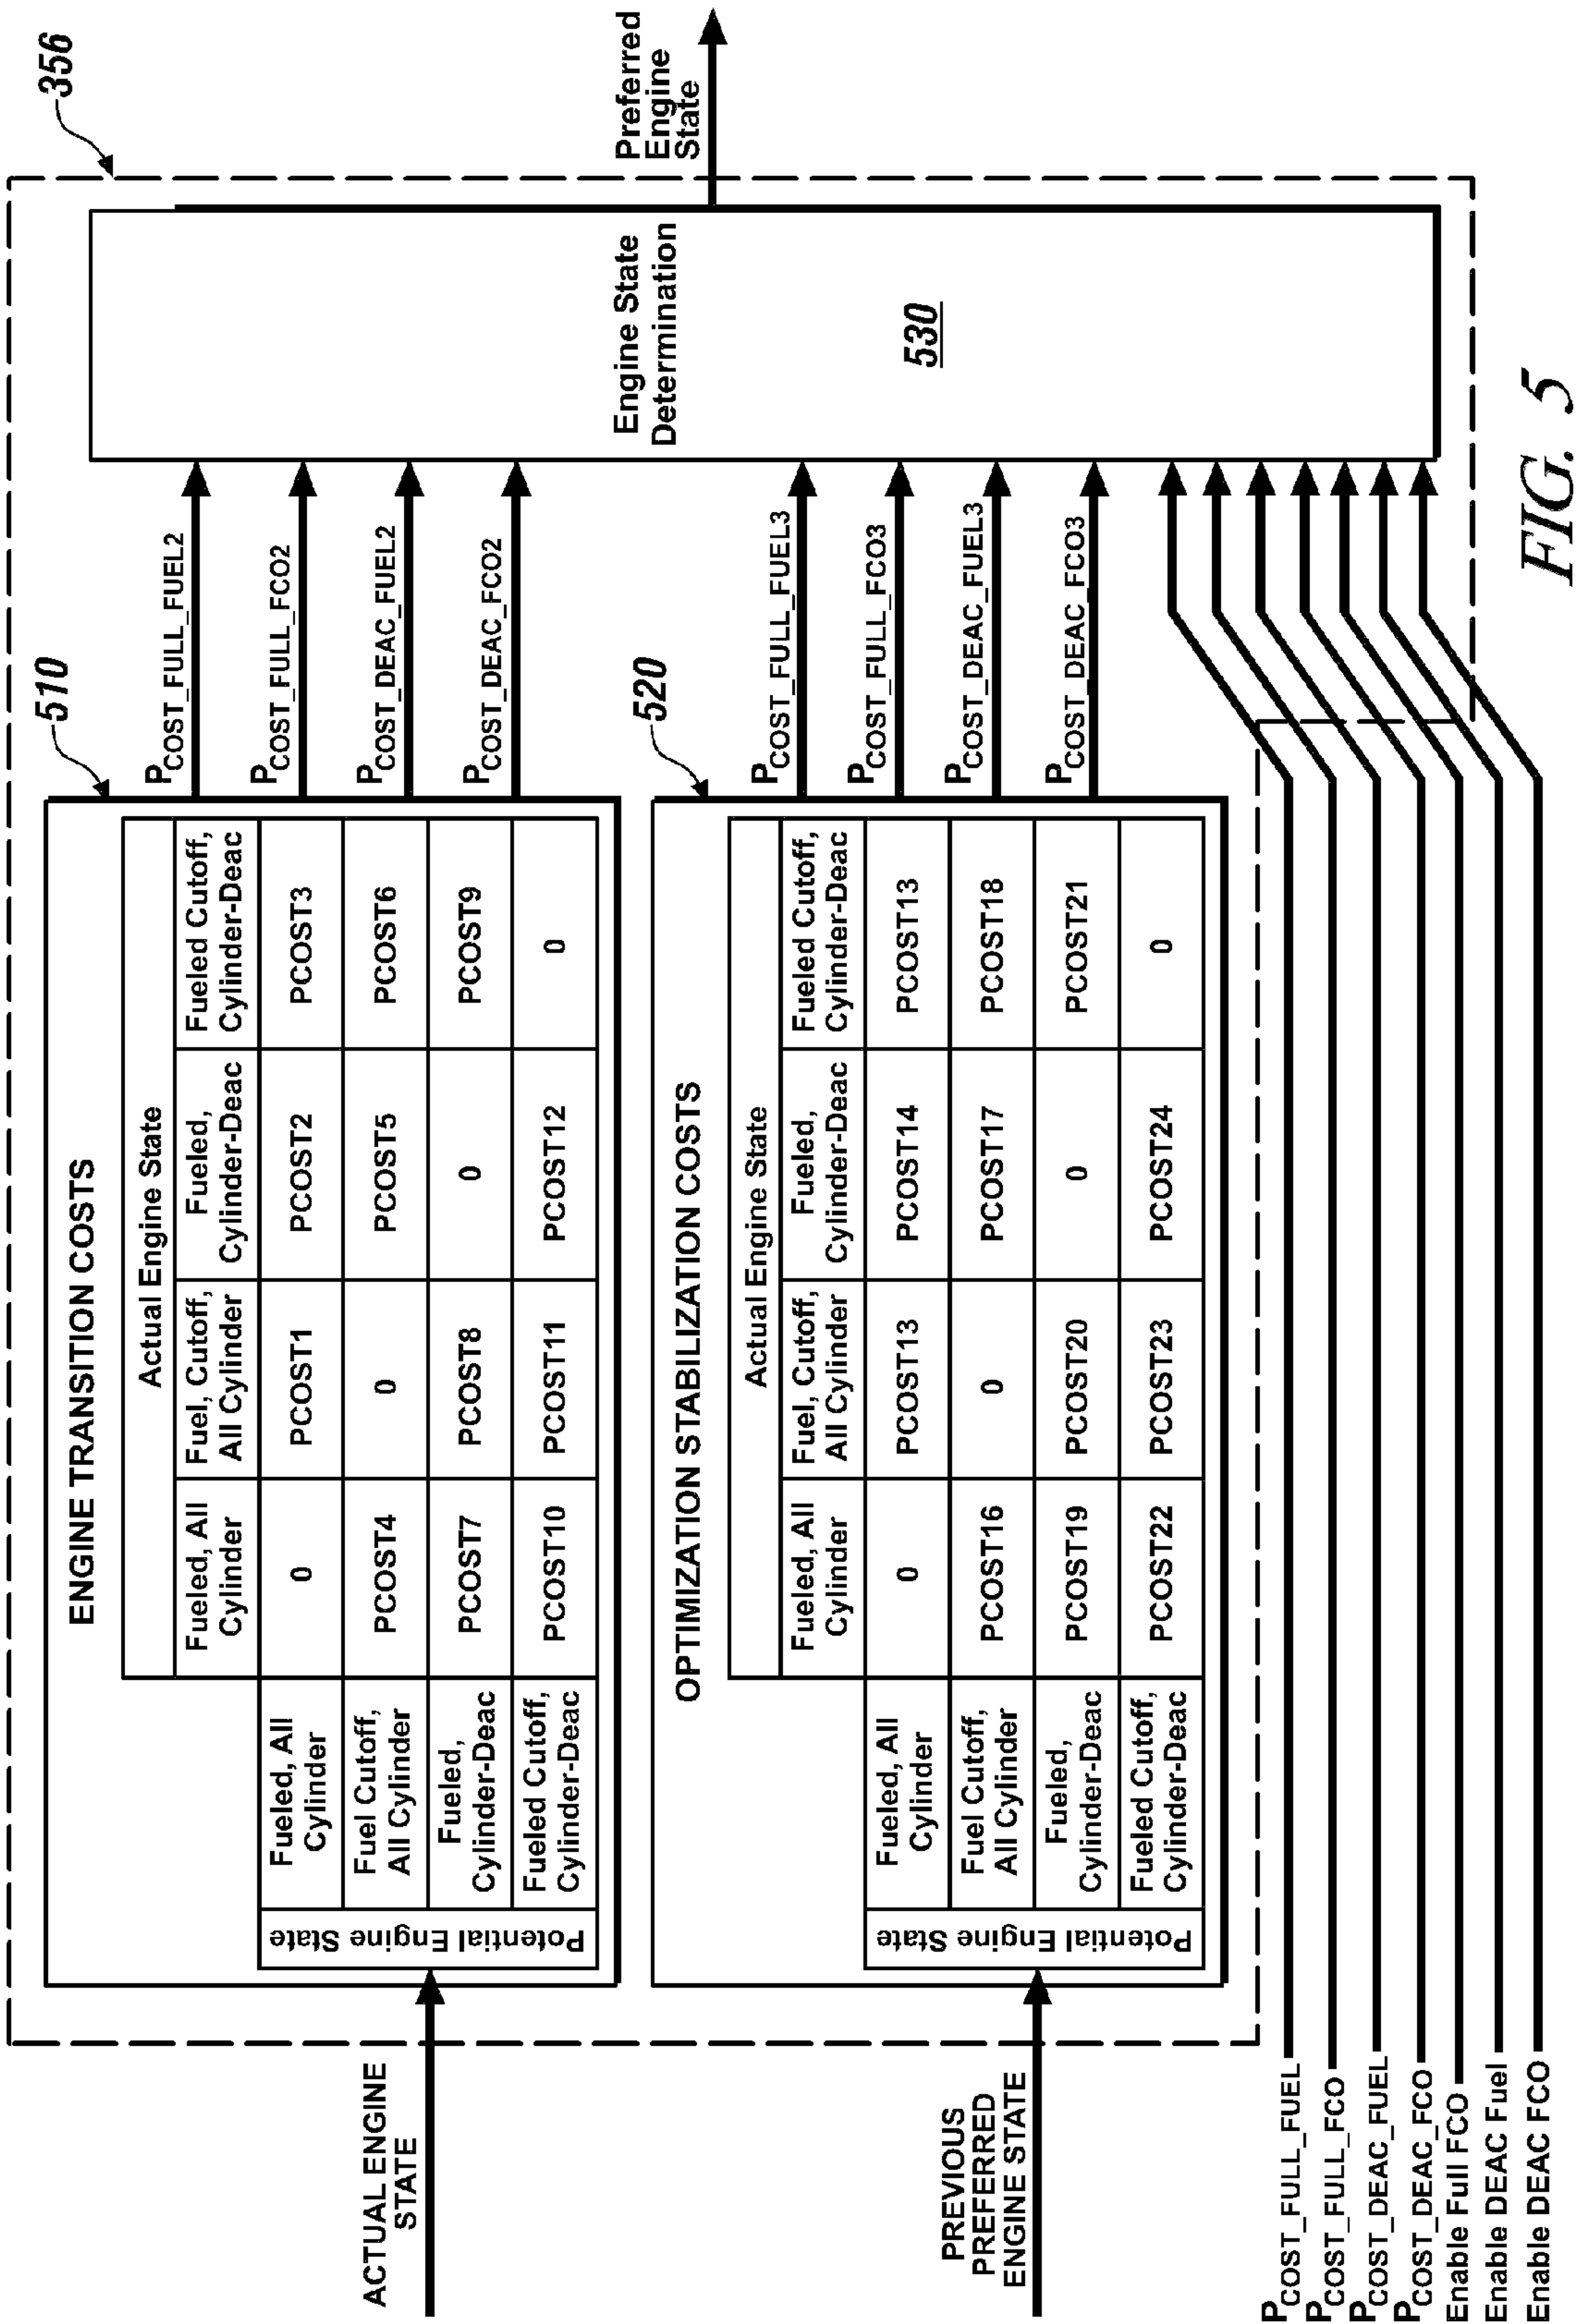 356
510
ENGINE TRANSITION COSTS
Actual Engine State
Fueled, All
Cylinder
Fuel, Cutoff,
All Cylinder
Fueled,
Cylinder-Deac
Fueled Cutoff,
Cylinder-Deac
Potential Engine State
Fueled, All
Cylinder
0
PCOST1
PCOST2
PCOST3
Fuel Cutoff,
All Cylinder
PCOST4
0
PCOST5
PCOST6
Fueled,
Cylinder-Deac
PCOST7
PCOST8
0
PCOST9
Fueled Cutoff,
Cylinder-Deac
PCOST10
PCOST11
PCOST12
0
ACTUAL ENGINE
STATE
PCOST_FULL_FUEL2
PCOST_FULL_FCO2
PCOST_DEAC_FUEL2
PCOST_DEAC_FCO2
520
OPTIMIZATION STABILIZATION COSTS
Actual Engine State
Fueled, All
Cylinder
Fuel, Cutoff,
All Cylinder
Fueled,
Cylinder-Deac
Fueled Cutoff,
Cylinder-Deac
Potential Engine State
Fueled, All
Cylinder
0
PCOST13
PCOST14
PCOST13
Fuel Cutoff,
All Cylinder
PCOST16
0
PCOST17
PCOST18
Fueled,
Cylinder-Deac
PCOST19
PCOST20
0
PCOST21
Fueled Cutoff,
Cylinder-Deac
PCOST22
PCOST23
PCOST24
0
PREVIOUS
PREFERRED
ENGINE STATE
PCOST_FULL_FUEL3
PCOST_FULL_FCO3
PCOST_DEAC_FUEL3
PCOST_DEAC_FCO3
Engine State
Determination
530
Preferred
Engine
State
PCOST_FULL_FUEL
PCOST_FULL_FCO
PCOST_DEAC_FUEL
PCOST_DEAC_FCO
Enable Full FCO
Enable DEAC Fuel
Enable DEAC FCO
FIG. 5